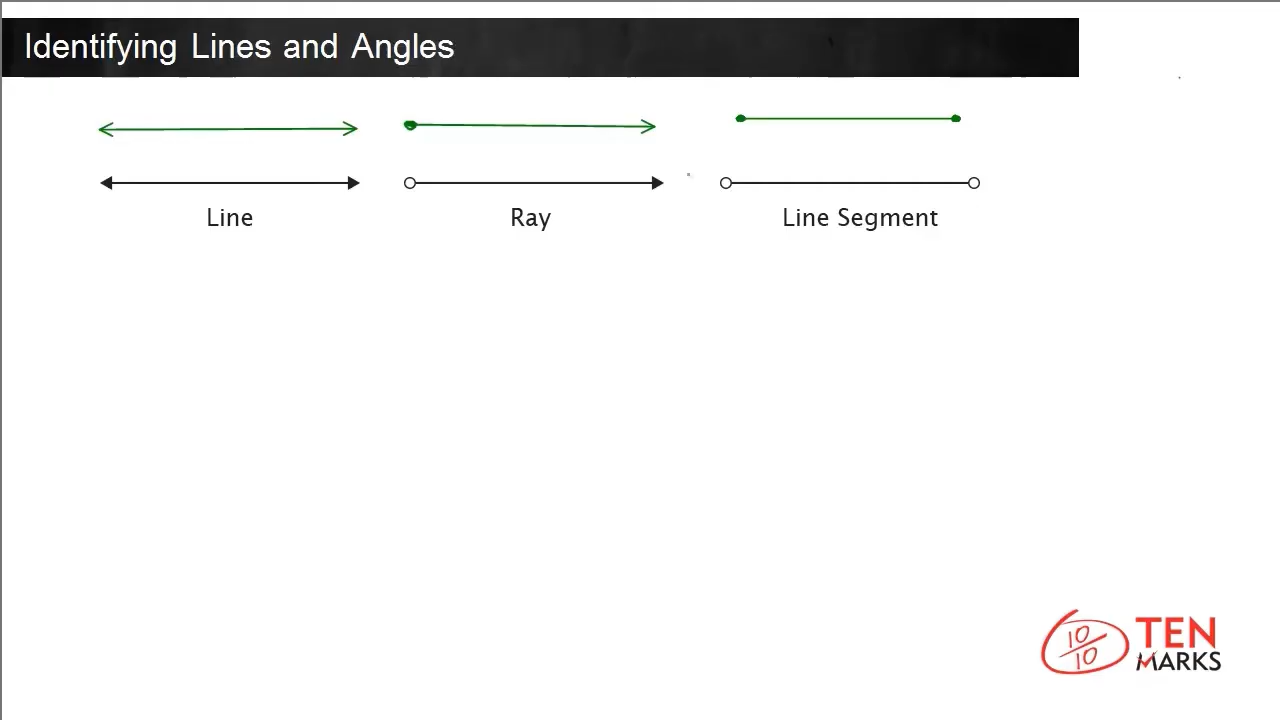 Identifying Lines and Angles
Line
Ray
Line Segment
10
10
TEN
MARKS